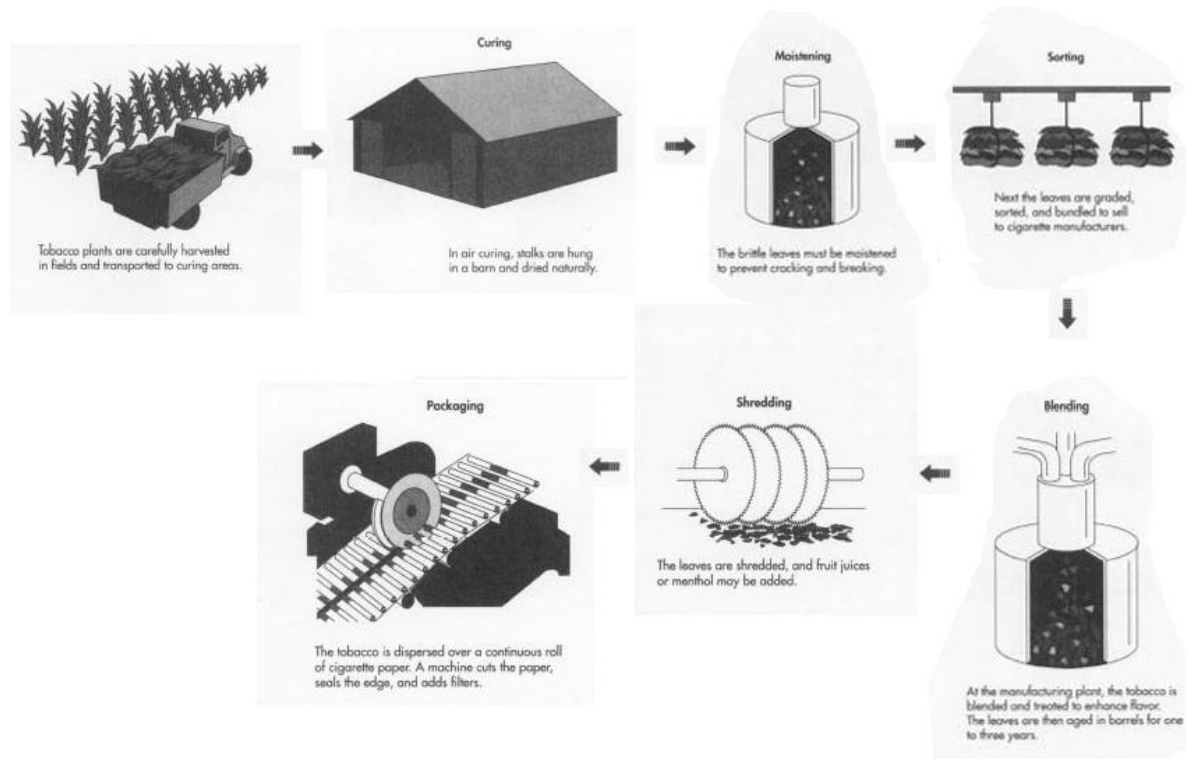 Tobacco plants are carefully harvested
in fields and transported to curing areas.
Curing
In air curing, stalks are hung
in a barn and dried naturally.
Moistening
The brittle leaves must be moistened
to prevent cracking and breaking.
Sorting
Next the leaves are graded,
sorted, and bundled to sell
to cigarette manufacturers.
Blending
At the manufacturing plant, the tobacco is
blended and treated to enhance flavor.
The leaves are then aged in barrels for one
to three years.
Shredding
The leaves are shredded, and fruit juices
or menthol may be added.
Packaging
The tobacco is dispersed over a continuous roll
of cigarette paper. A machine cuts the paper,
seals the edge, and adds filters.